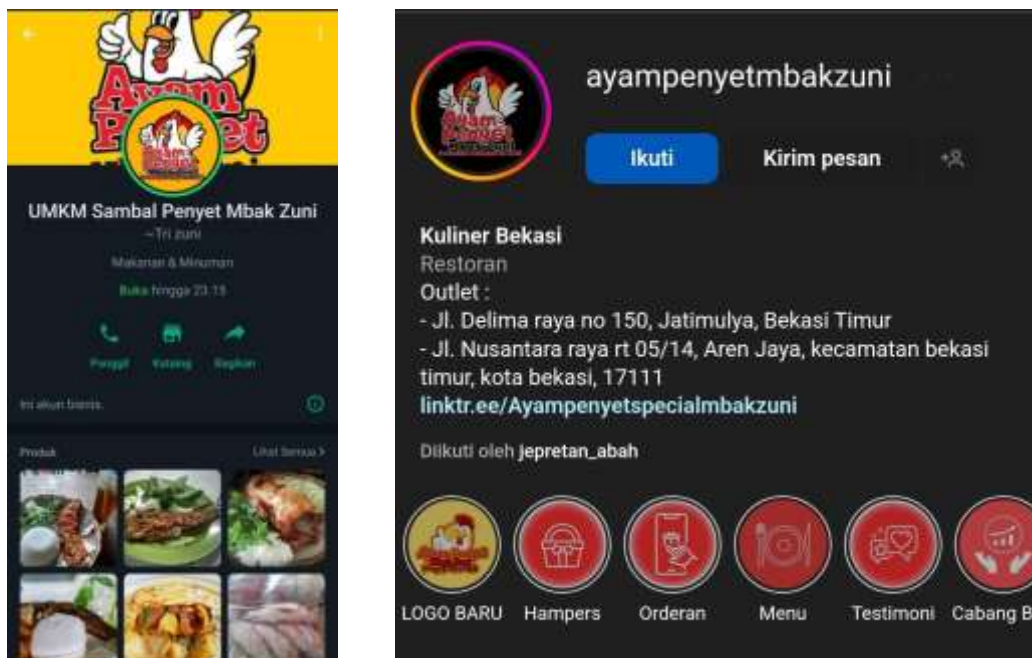 Ayam
Penyet
UMKM Sambal Penyet Mbak Zuni
~Tri zuni
Makanan & Minuman
Buka hingga 23.15
Panggil Katalog Bagikan
Ini akun bisnis.
Produk Lihat Semua >
ayampenyetmbakzuni
Ikuti Kirim pesan
Kuliner Bekasi
Restoran
Outlet :
- Jl. Delima raya no 150, Jatimulya, Bekasi Timur
- Jl. Nusantara raya rt 05/14, Aren Jaya, kecamatan bekasi
timur, kota bekasi, 17111
linktr.ee/Ayampenyetspecialmbakzuni
Diikuti oleh jepretan_abah
LOGO BARU Hampers Orderan Menu Testimoni Cabang B